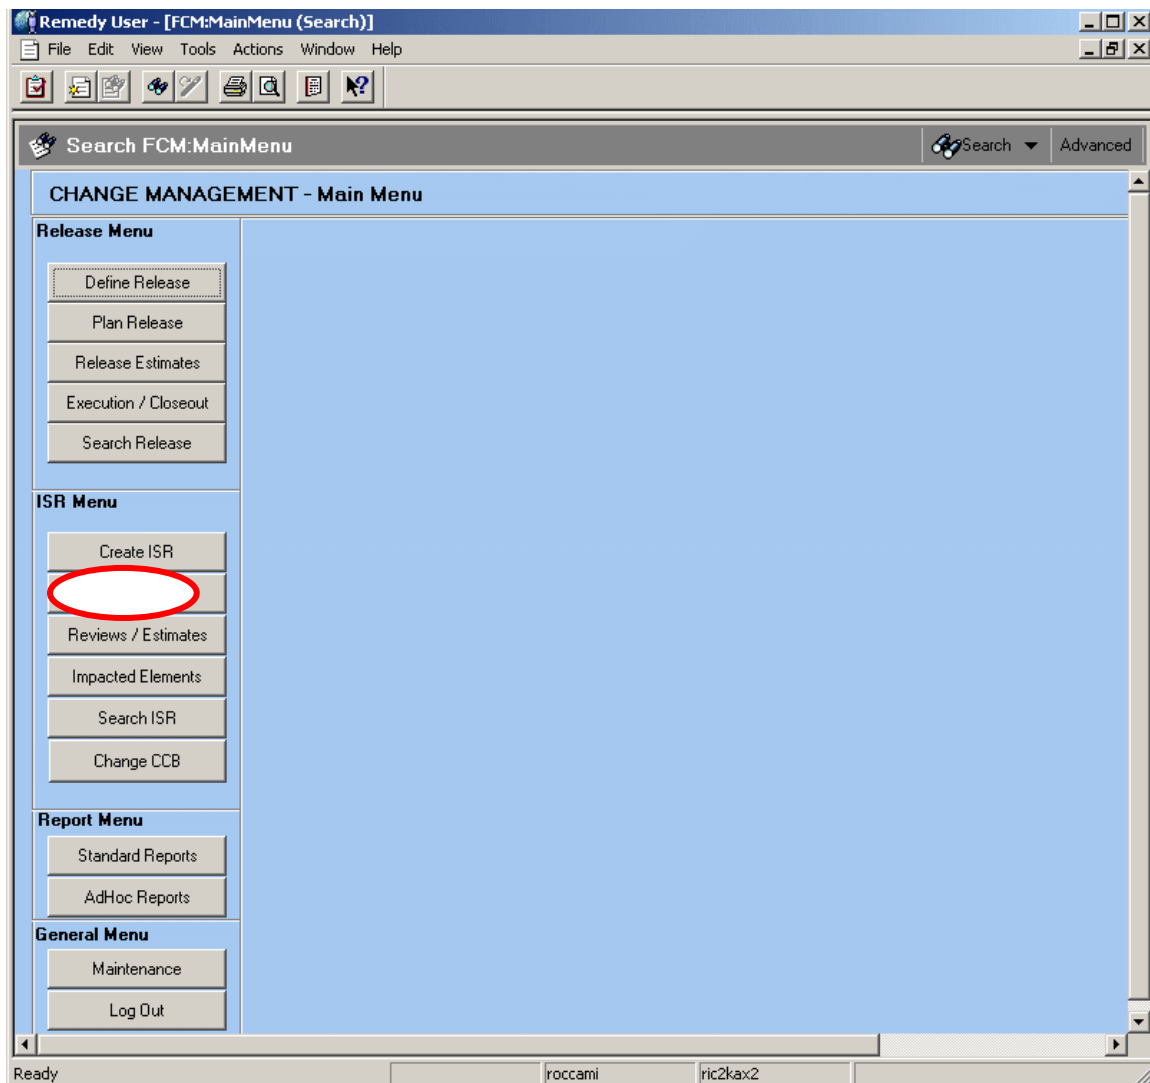 Remedy User - [FCM:MainMenu (Search)]
File Edit View Tools Actions Window Help
Search FCM:MainMenu
Search Advanced
CHANGE MANAGEMENT - Main Menu
Release Menu
Define Release
Plan Release
Release Estimates
Execution / Closeout
Search Release
ISR Menu
Create ISR
Reviews / Estimates
Impacted Elements
Search ISR
Change CCB
Report Menu
Standard Reports
AdHoc Reports
General Menu
Maintenance
Log Out
Ready roccami ric2kax2